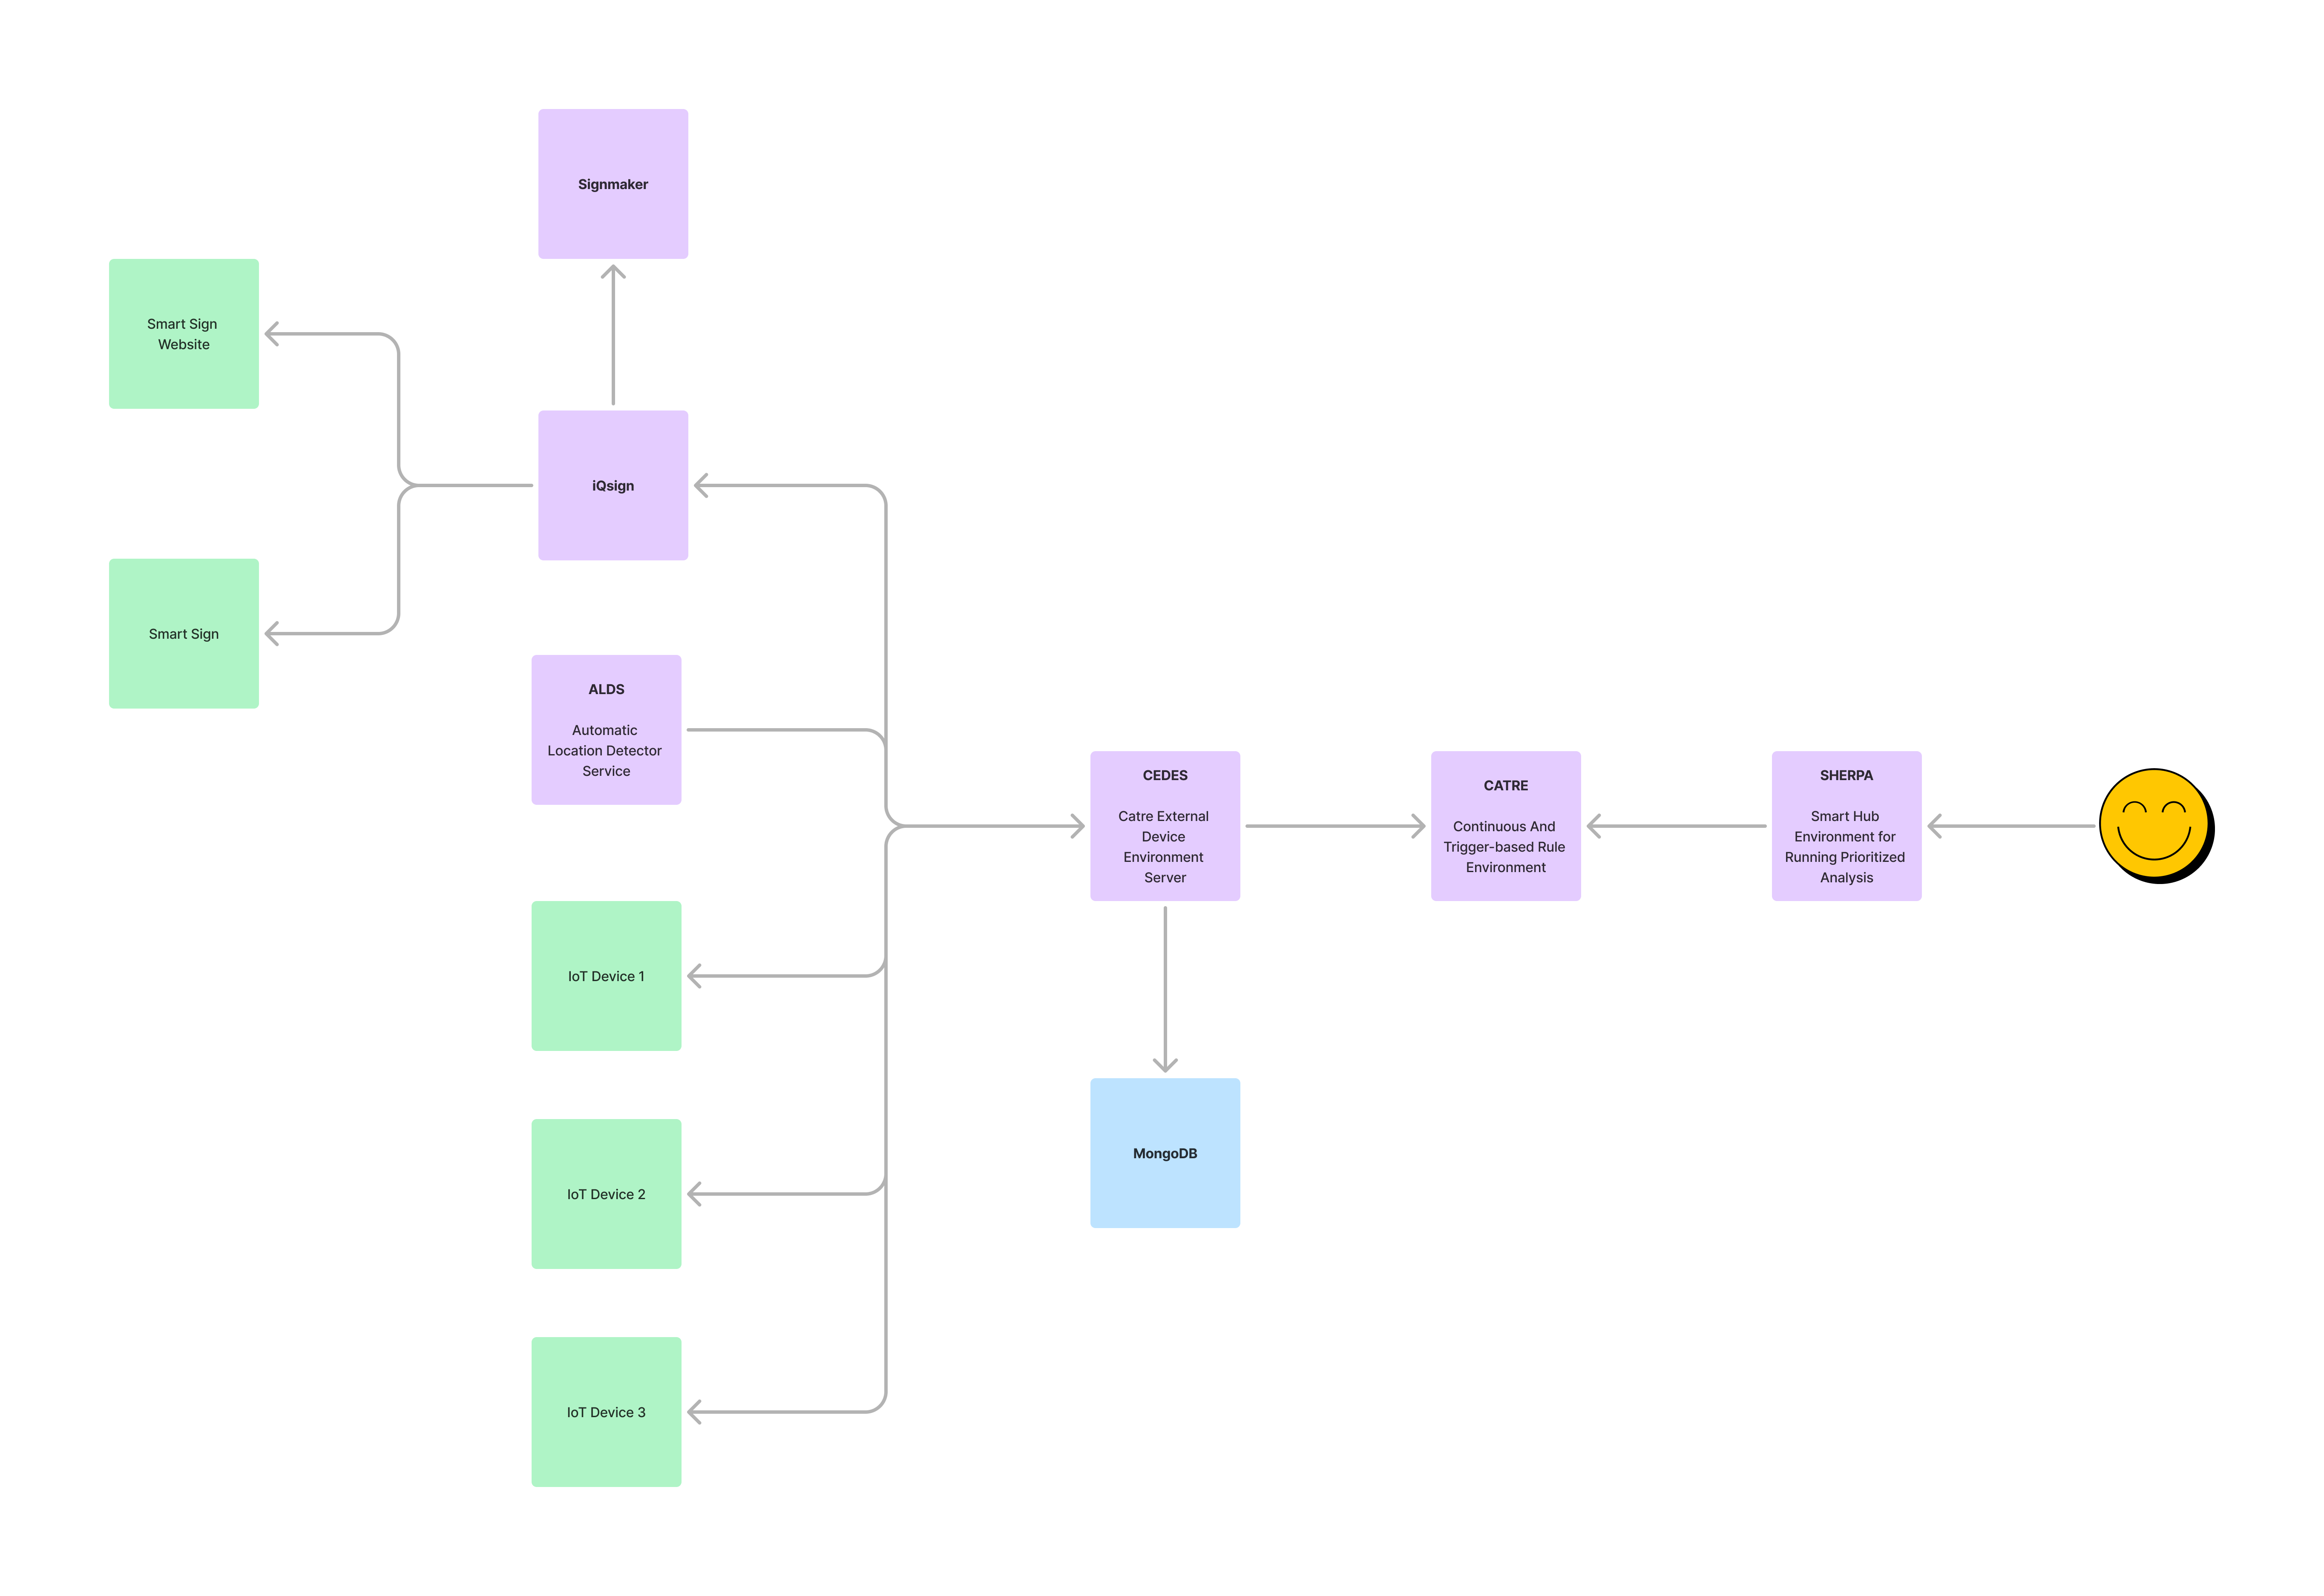 Signmaker
Smart Sign
Website
iQsign
Smart Sign
ALDS
Automatic
Location Detector
Service
CEDES
Catre External
Device
Environment
Server
CATRE
Continuous And
Trigger-based Rule
Environment
SHERPA
Smart Hub
Environment for
Running Prioritized
Analysis
IoT Device 1
MongoDB
IoT Device 2
IoT Device 3